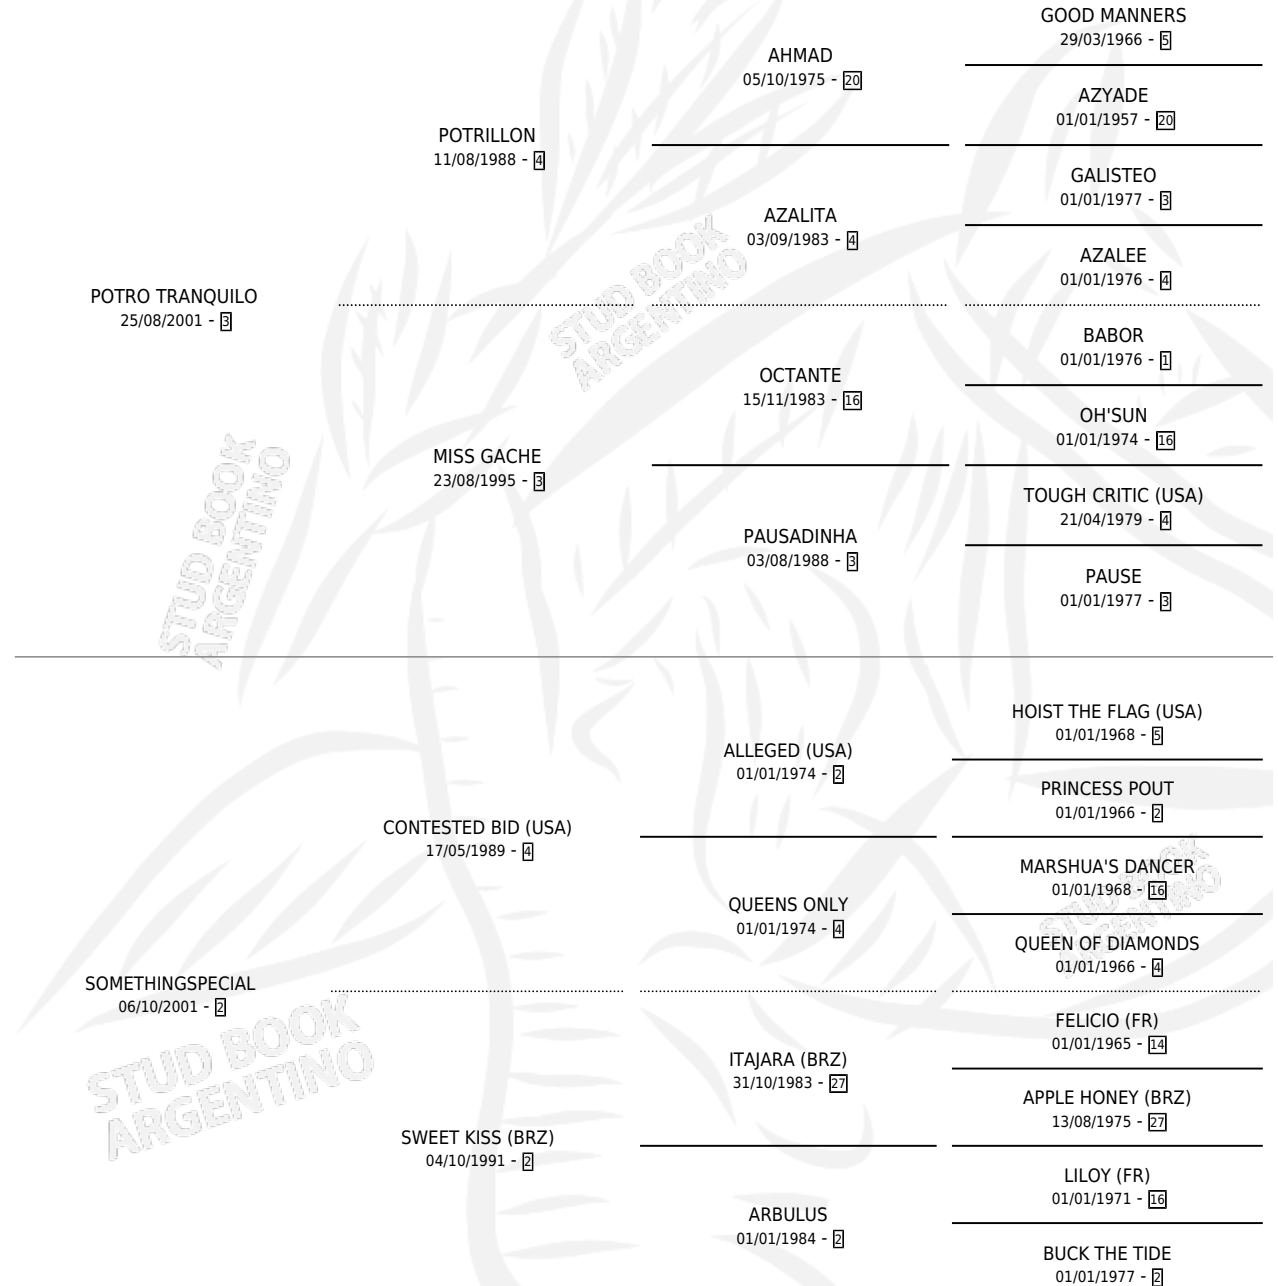 GOOD MANNERS
29/03/1966 - 5
AHMAD
05/10/1975 - 20
AZYADE
01/01/1957 - 20
POTRILLON
11/08/1988 - 4
GALISTEO
01/01/1977 - 3
AZALITA
03/09/1983 - 4
AZALEE
01/01/1976 - 4
POTRO TRANQUILO
25/08/2001 - 3
STUD BOOK
ARGENTINO
BABOR
01/01/1976 - 1
OCTANTE
15/11/1983 - 16
OH'SUN
01/01/1974 - 16
MISS GACHE
23/08/1995 - 3
TOUGH CRITIC (USA)
21/04/1979 - 4
PAUSADINHA
03/08/1988 - 3
PAUSE
01/01/1977 - 3
STUD BOOK
ARGENTINO
HOIST THE FLAG (USA)
01/01/1968 - 5
ALLEGED (USA)
01/01/1974 - 2
PRINCESS POUT
01/01/1966 - 2
CONTESTED BID (USA)
17/05/1989 - 4
MARSHUA'S DANCER
01/01/1968 - 16
QUEENS ONLY
01/01/1974 - 4
STUD BOOK
ARGENTINO
QUEEN OF DIAMONDS
01/01/1966 - 4
SOMETHINGSPECIAL
06/10/2001 - 2
STUD BOOK
ARGENTINO
FELICIO (FR)
01/01/1965 - 14
ITAJARA (BRZ)
31/10/1983 - 27
APPLE HONEY (BRZ)
13/08/1975 - 27
SWEET KISS (BRZ)
04/10/1991 - 2
LILOY (FR)
01/01/1971 - 16
ARBULUS
01/01/1984 - 2
BUCK THE TIDE
01/01/1977 - 2